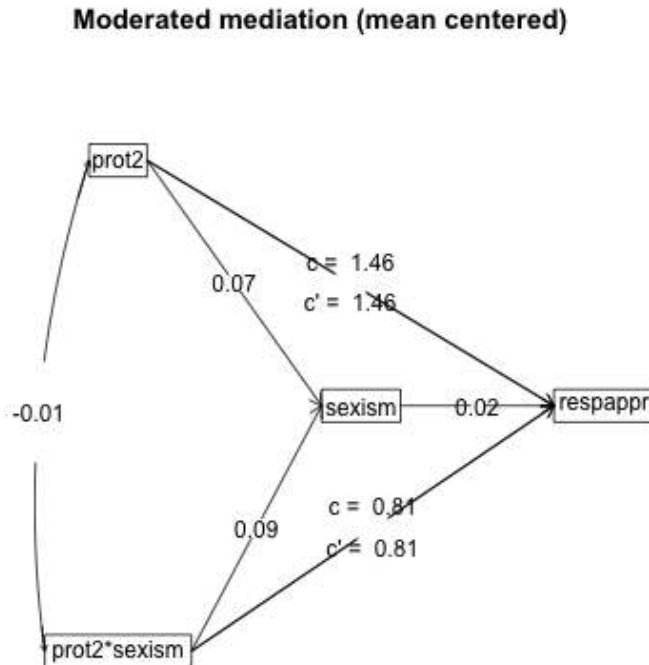 Moderated mediation (mean centered)
prot2
c = 1.46
0.07
c' = 1.46
-0.01
sexism
0.02
respappr
c = 0.81
0.09
c' = 0.81
prot2*sexism